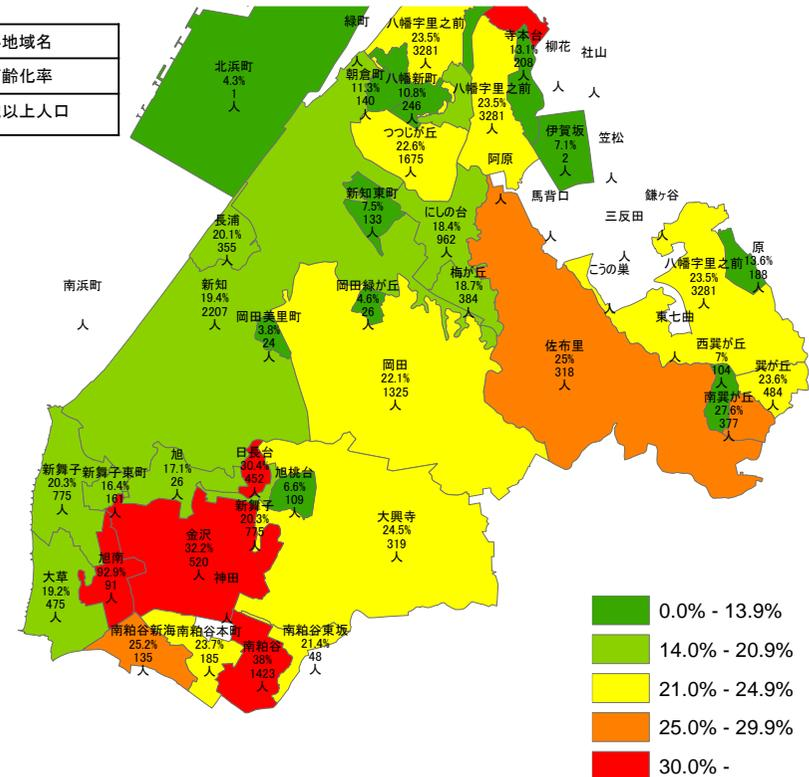 地域名
齢化率
以上人口
緑町
八幡字里之前
23.5%
3281
人
寺本台
13.1%
208
人
柳花
人
社山
人
北浜町
4.3%
1
人
朝倉町
11.3%
140
人
八幡新町
10.8%
246
人
八幡字里之前
23.5%
3281
人
伊賀坂
7.1%
2
人
笠松
人
つつじが丘
22.6%
1675
人
阿原
人
馬背口
人
鎌ヶ谷
人
三反田
人
新知東町
7.5%
133
人
にしの台
18.4%
962
人
長浦
20.1%
355
人
原
13.6%
188
人
八幡字里之前
23.5%
3281
人
こうの巣
人
梅が丘
18.7%
384
人
南浜町
人
新知
19.4%
2207
人
岡田緑が丘
4.6%
26
人
岡田美里町
3.8%
24
人
東七曲
人
佐布里
25%
318
人
西巽が丘
7%
104
人
巽が丘
23.6%
484
人
岡田
22.1%
1325
人
南巽が丘
27.6%
377
人
新舞子
20.3%
775
人
新舞子東町
16.4%
161
人
旭
17.1%
26
人
日長台
30.4%
452
人
旭桃台
6.6%
109
人
新舞子
20.3%
775
人
大興寺
24.5%
319
人
金沢
32.2%
520
人
旭南
92.9%
91
人
神田
人
大草
19.2%
475
人
南粕谷新海
25.2%
135
人
南粕谷本町
23.7%
185
人
南粕谷
38%
1423
人
南粕谷東坂
21.4%
48
人
0.0% - 13.9%
14.0% - 20.9%
21.0% - 24.9%
25.0% - 29.9%
30.0% -